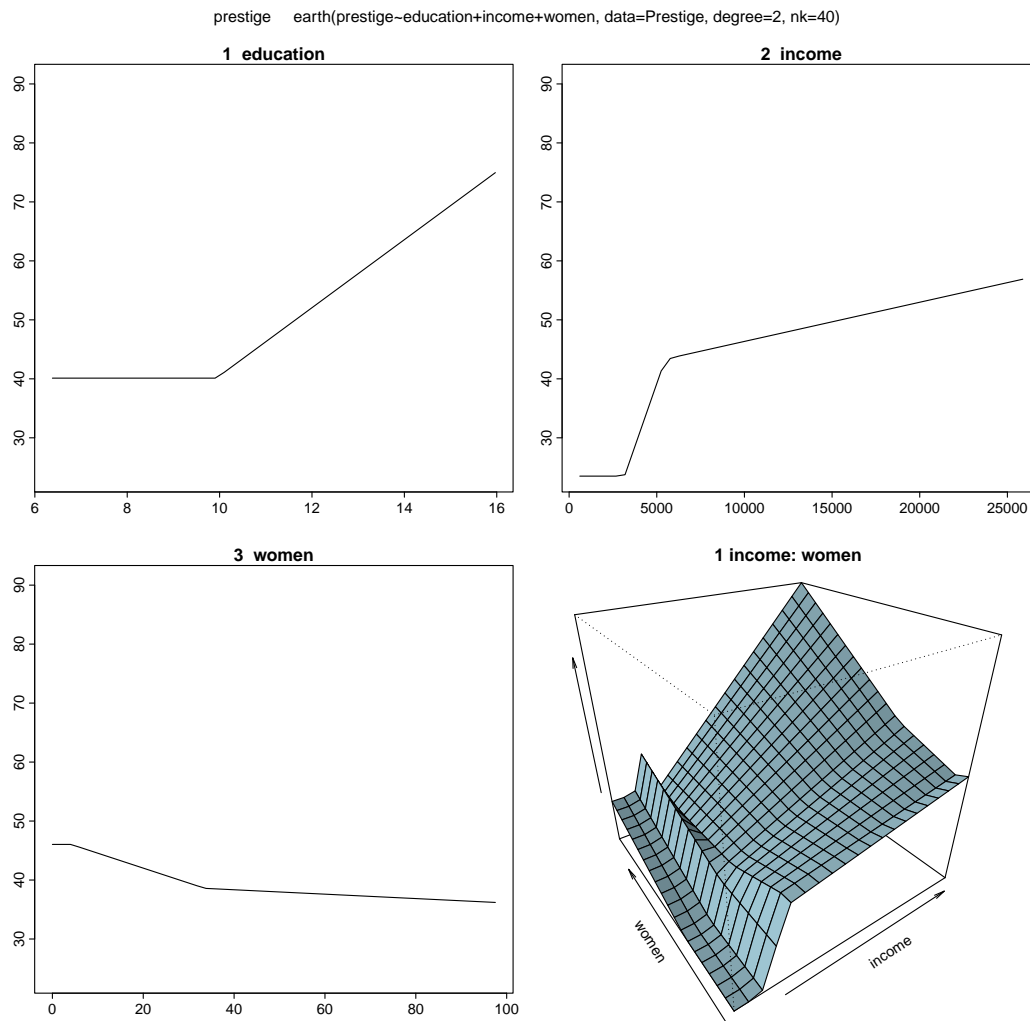 prestige earth(prestige~education+income+women, data=Prestige, degree=2, nk=40)
1 education
90
80
70
60
50
40
30
6 8 10 12 14 16
2 income
90
80
70
60
50
40
30
0 5000 10000 15000 20000 25000
3 women
90
80
70
60
50
40
30
0 20 40 60 80 100
1 income: women
women
income